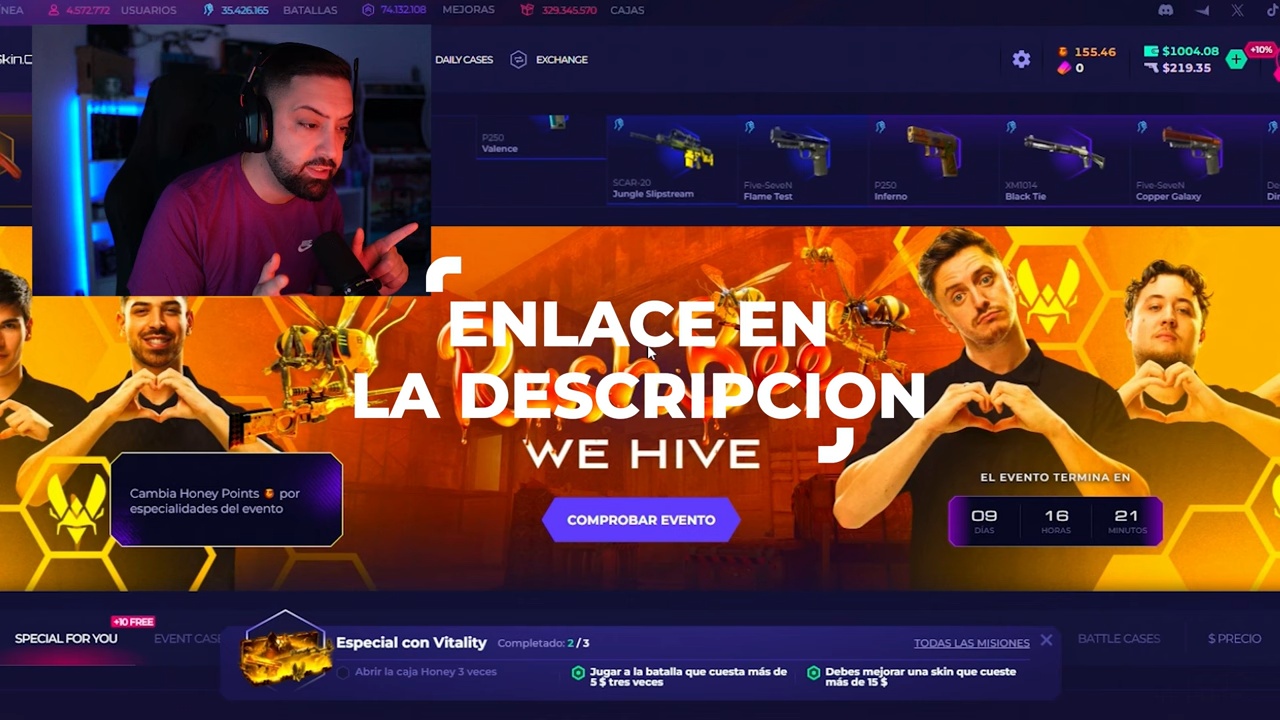 NEA 4.572.772 USUARIOS 35.426.165 BATALLAS 74.132.108 MEJORAS 329.345.570 CAJAS
DAILY CASES EXCHANGE
155.46
0
$1004.08
$219.35
+10%
P250
Valence
SCAR-20
Jungle Slipstream
Five-SeveN
Flame Test
P250
Inferno
XM1014
Black Tie
Five-SeveN
Copper Galaxy
ENLACE EN
LA DESCRIPCION
WE HIVE
Cambia Honey Points por
especialidades del evento
COMPROBAR EVENTO
EL EVENTO TERMINA EN
09 16 21
DÍAS HORAS MINUTOS
+10 FREE
SPECIAL FOR YOU EVENT CASE BATTLE CASES $ PRECIO
Especial con Vitality Completado: 2 / 3 TODAS LAS MISIONES
Abrir la caja Honey 3 veces
Jugar a la batalla que cuesta más de
5 $ tres veces
Debes mejorar una skin que cueste
más de 15 $